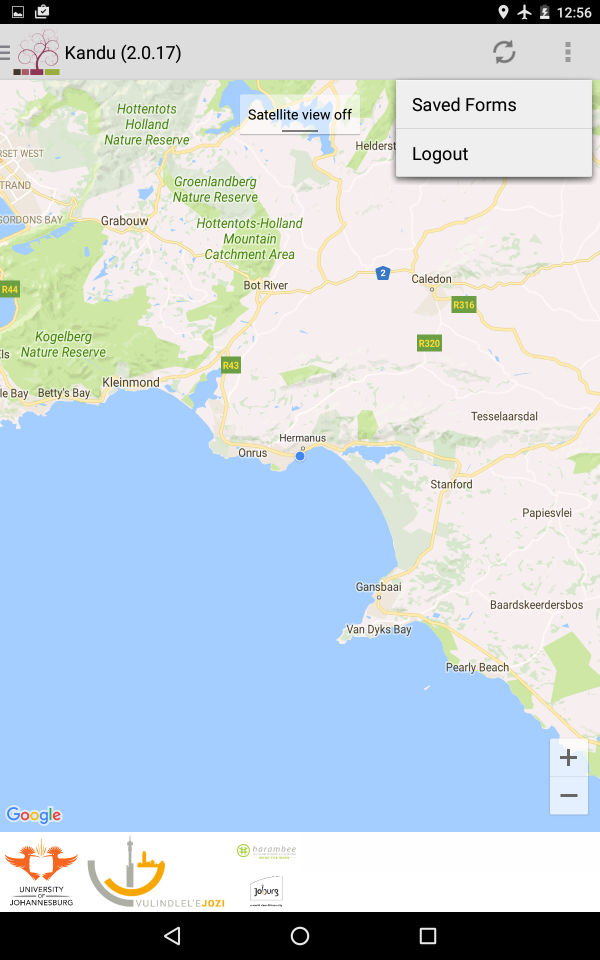 12:56
Kandu (2.0.17)
Saved Forms
Logout
Satellite view off
Hottentots
Holland
Nature Reserve
Helderst
RSET WEST
TRAND
GORDONS BAY
Groenlandberg
Nature Reserve
Grabouw
Hottentots-Holland
Mountain
Catchment Area
2
Caledon
Bot River
R44
R316
Kogelberg
Nature Reserve
R320
els
R43
Kleinmond
le Bay
Betty's Bay
Tesselaarsdal
Hermanus
Onrus
Stanford
Papiesvlei
Gansbaai
Baardskeerdersbos
Van Dyks Bay
Pearly Beach
+
−
Google
UNIVERSITY
OF
JOHANNESBURG
VULINDLEL'EJOZI
harambee
Joburg